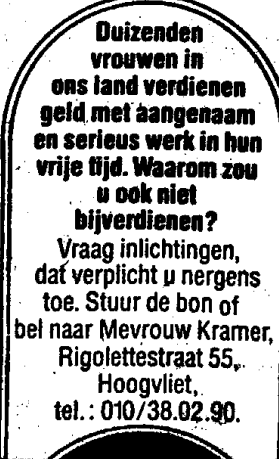 Duizenden
vrouwen in
ons land verdienen
geld met aangenaam
en serieus werk in hun
vrije tijd. Waarom zou
u ook niet
bijverdienen?
Vraag inlichtingen,
dat verplicht u nergens
toe. Stuur de bon of
bel naar Mevrouw Kramer,
Rigolettestraat 55,
Hoogvliet,
tel.: 010/38.02.90.